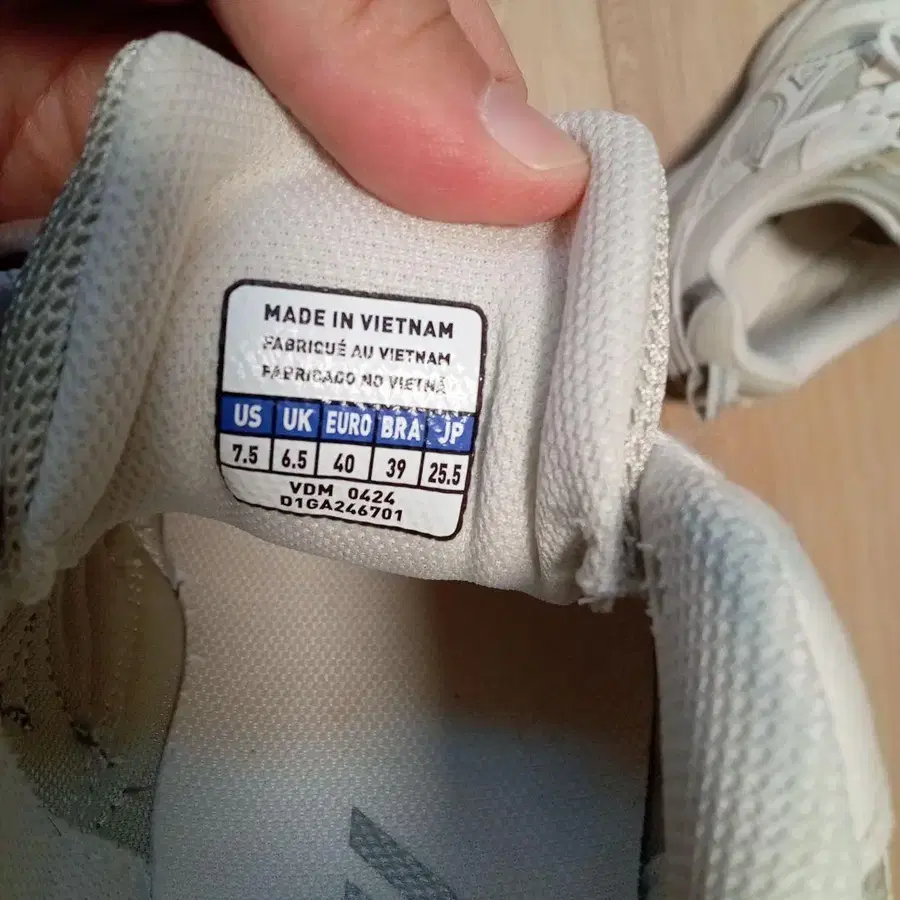 MADE IN VIETNAM
FABRIQUÉ AU VIETNAM
FABRICADO NO VIETNÃ
US UK EURO BRA JP
7.5 6.5 40 39 25.5
VDM 0424
D1GA246701